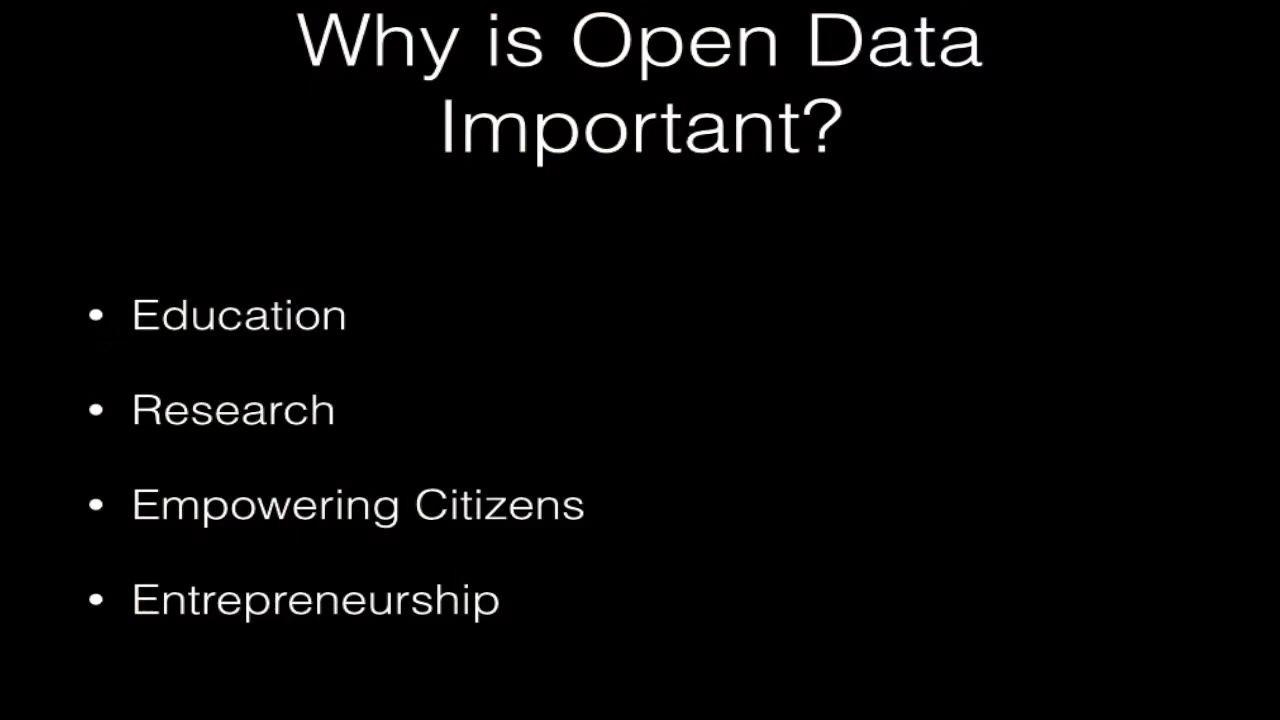 Why is Open Data
Important?
• Education
• Research
• Empowering Citizens
• Entrepreneurship